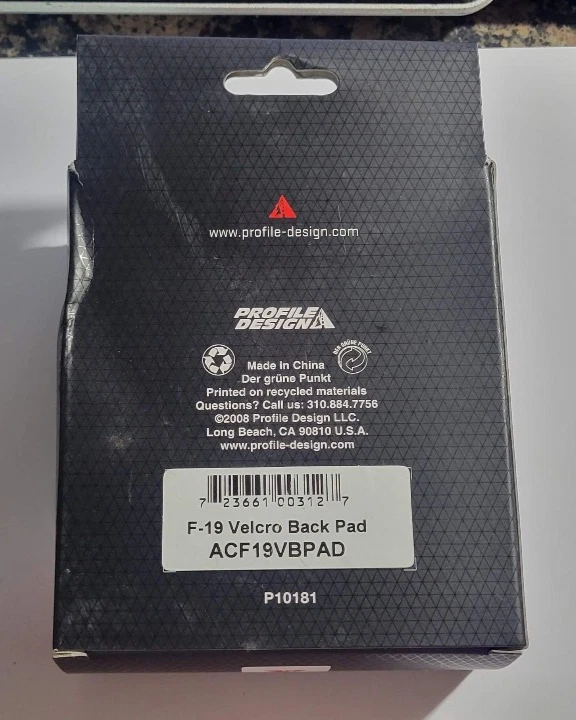 www.profile-design.com
PROFILE
DESIGN
DER GRÜNE PUNKT
Made in China
Der grüne Punkt
Printed on recycled materials
Questions? Call us: 310.884.7756
©2008 Profile Design LLC.
Long Beach, CA 90810 U.S.A.
www.profile-design.com
7 23661 00312 7
F-19 Velcro Back Pad
ACF19VBPAD
P10181